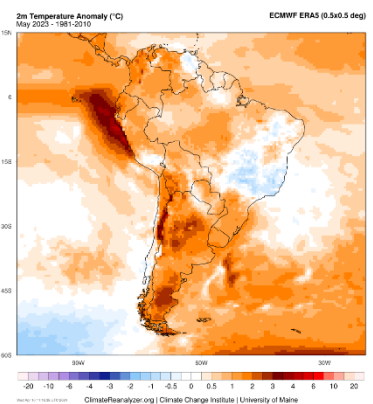 2m Temperature Anomaly (°C)
ECMWF ERA5 (0.5x0.5 deg)
May 2023 - 1981-2010
15N
15S
30S
45S
60S
90W
60W
30W
-20 -10 -6 -4 -3 -2 -1 -0.5 0 0.5 1 2 3 4 6 10 20
ClimateReanalyzer.org | Climate Change Institute | University of Maine